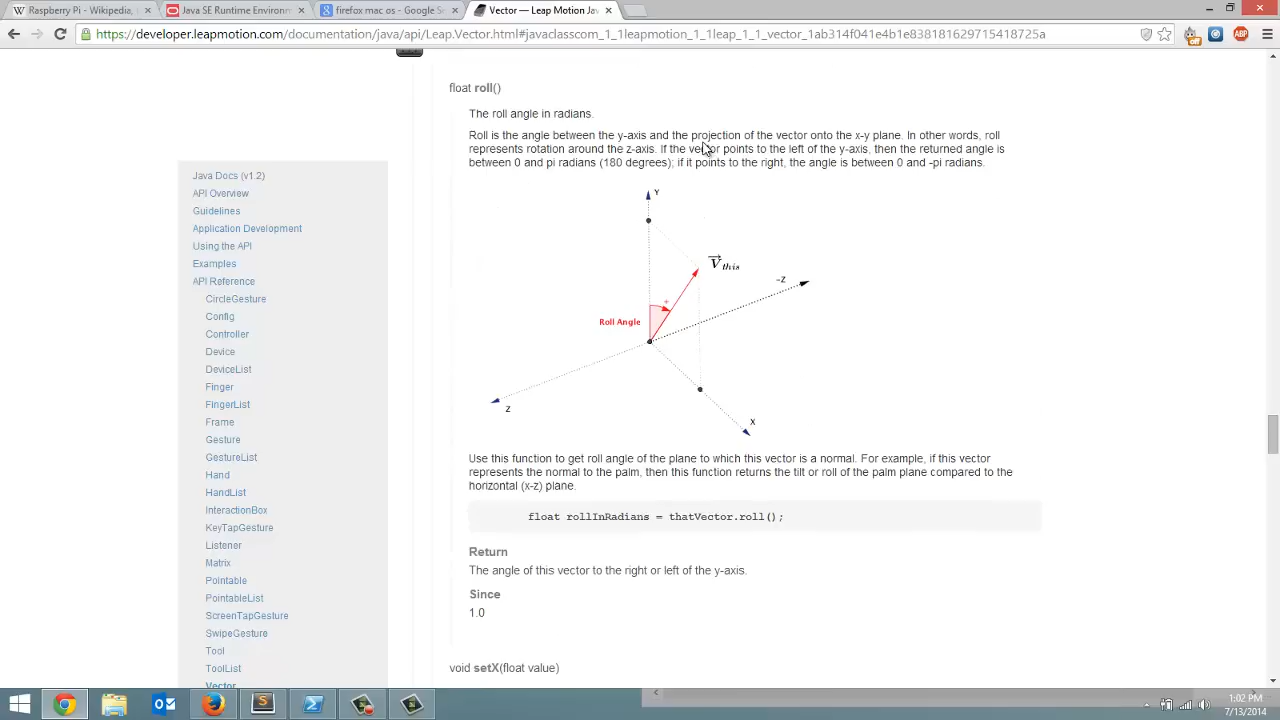 Raspberry Pi - Wikipedia,
Java SE Runtime Environm
firefox mac os - Google Se
Vector — Leap Motion Jav
https://developer.leapmotion.com/documentation/java/api/Leap.Vector.html#javaclasscom_1_1leapmotion_1_1leap_1_1_vector_1ab314f041e4b1e838181629715418725a
ABP
float roll()
The roll angle in radians.
Roll is the angle between the y-axis and the projection of the vector onto the x-y plane. In other words, roll
represents rotation around the z-axis. If the vector points to the left of the y-axis, then the returned angle is
between 0 and pi radians (180 degrees); if it points to the right, the angle is between 0 and -pi radians.
Y
V this
-Z
+
Roll Angle
Z
X
Use this function to get roll angle of the plane to which this vector is a normal. For example, if this vector
represents the normal to the palm, then this function returns the tilt or roll of the palm plane compared to the
horizontal (x-z) plane.
float rollInRadians = thatVector.roll();
Return
The angle of this vector to the right or left of the y-axis.
Since
1.0
void setX(float value)
Java Docs (v1.2)
API Overview
Guidelines
Application Development
Using the API
Examples
API Reference
CircleGesture
Config
Controller
Device
DeviceList
Finger
FingerList
Frame
Gesture
GestureList
Hand
HandList
InteractionBox
KeyTapGesture
Listener
Matrix
Pointable
PointableList
ScreenTapGesture
SwipeGesture
Tool
ToolList
Vector
1:02 PM
7/13/2014